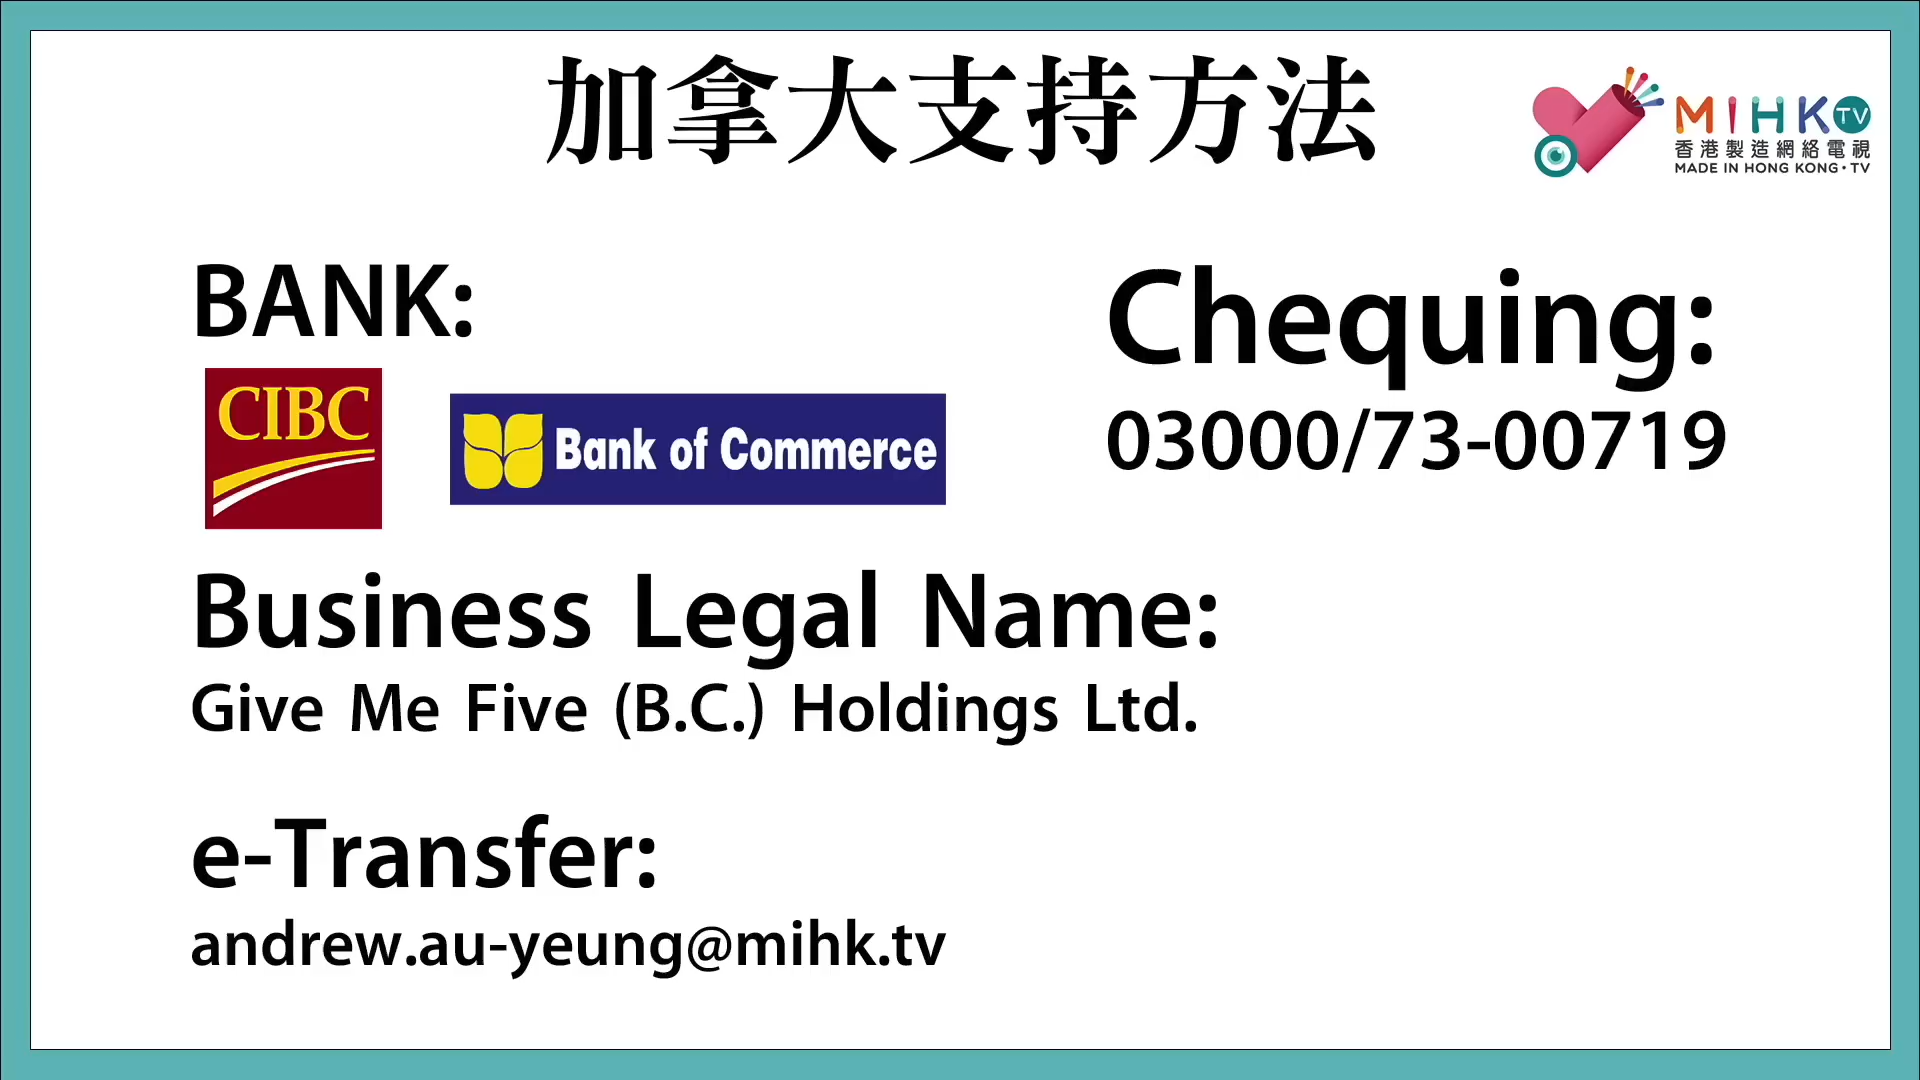 加拿大支持方法
MIHK TV
香港製造網絡電視
MADE IN HONG KONG • TV
BANK:
CIBC
Bank of Commerce
Chequing:
03000/73-00719
Business Legal Name:
Give Me Five (B.C.) Holdings Ltd.
e-Transfer:
andrew.au-yeung@mihk.tv